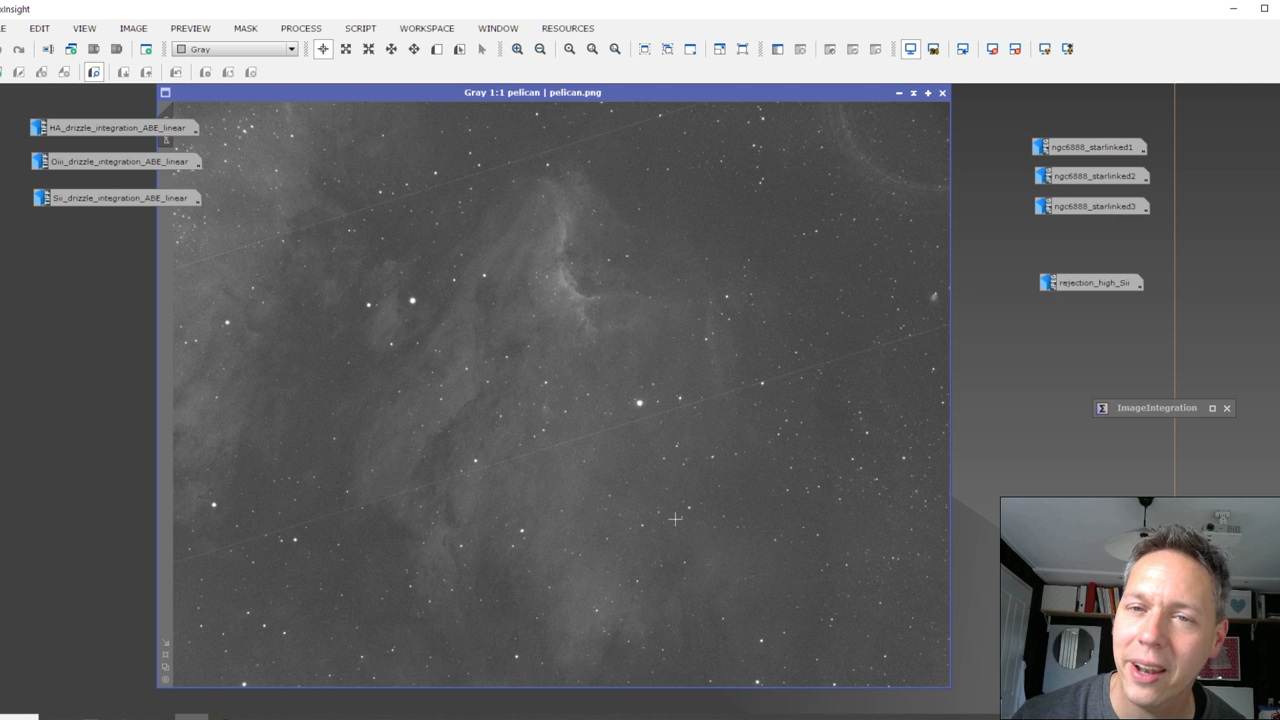 xInsight
LE EDIT VIEW IMAGE PREVIEW MASK PROCESS SCRIPT WORKSPACE WINDOW RESOURCES
Gray
Gray 1:1 pelican | pelican.png
HA_drizzle_integration_ABE_linear
Oiii_drizzle_integration_ABE_linear
Sii_drizzle_integration_ABE_linear
ngc6888_starlinked1
ngc6888_starlinked2
ngc6888_starlinked3
rejection_high_Sii
Σ ImageIntegration